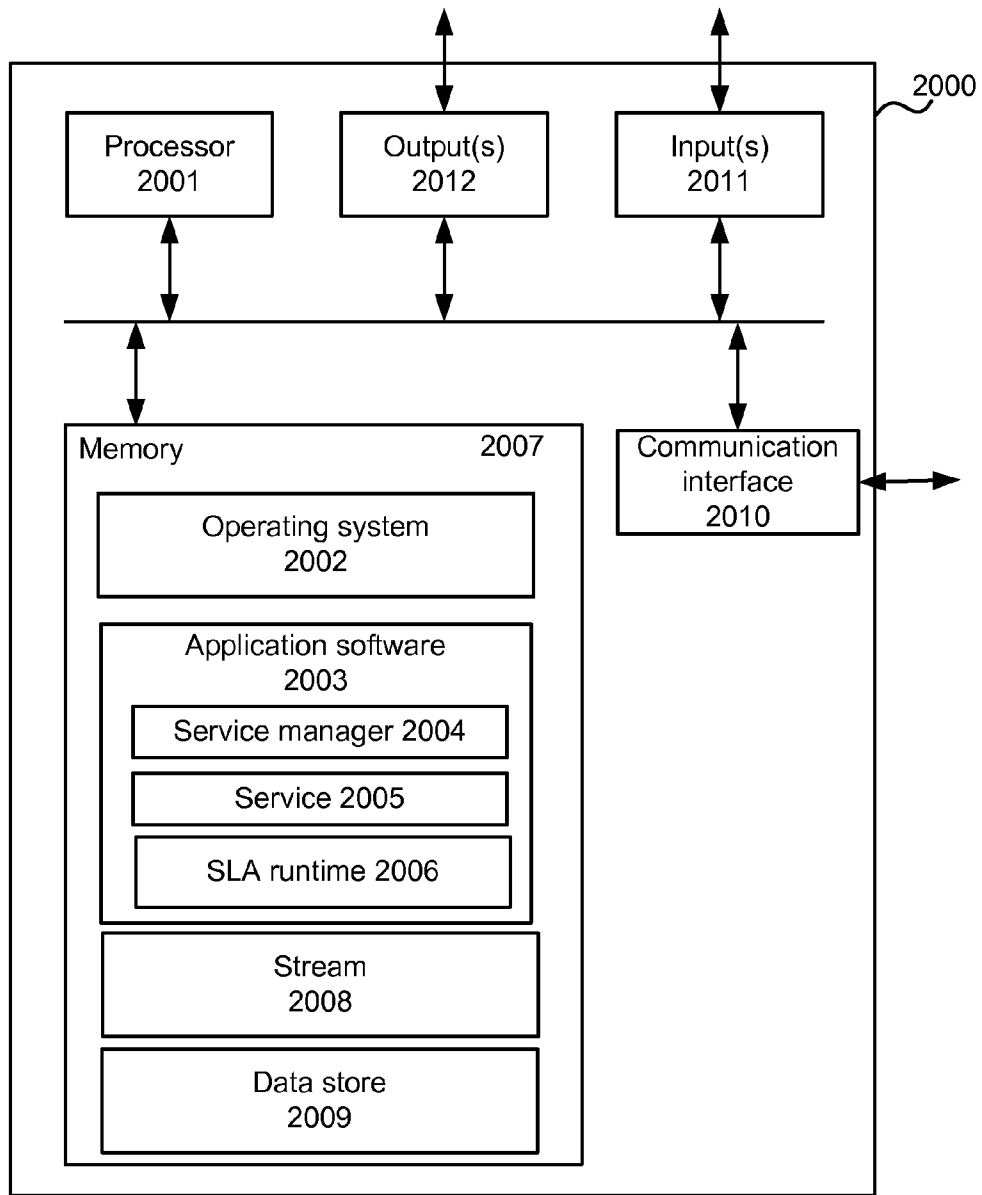 2000
Processor
2001
Output(s)
2012
Input(s)
2011
Memory
2007
Communication
interface
2010
Operating system
2002
Application software
2003
Service manager 2004
Service 2005
SLA runtime 2006
Stream
2008
Data store
2009